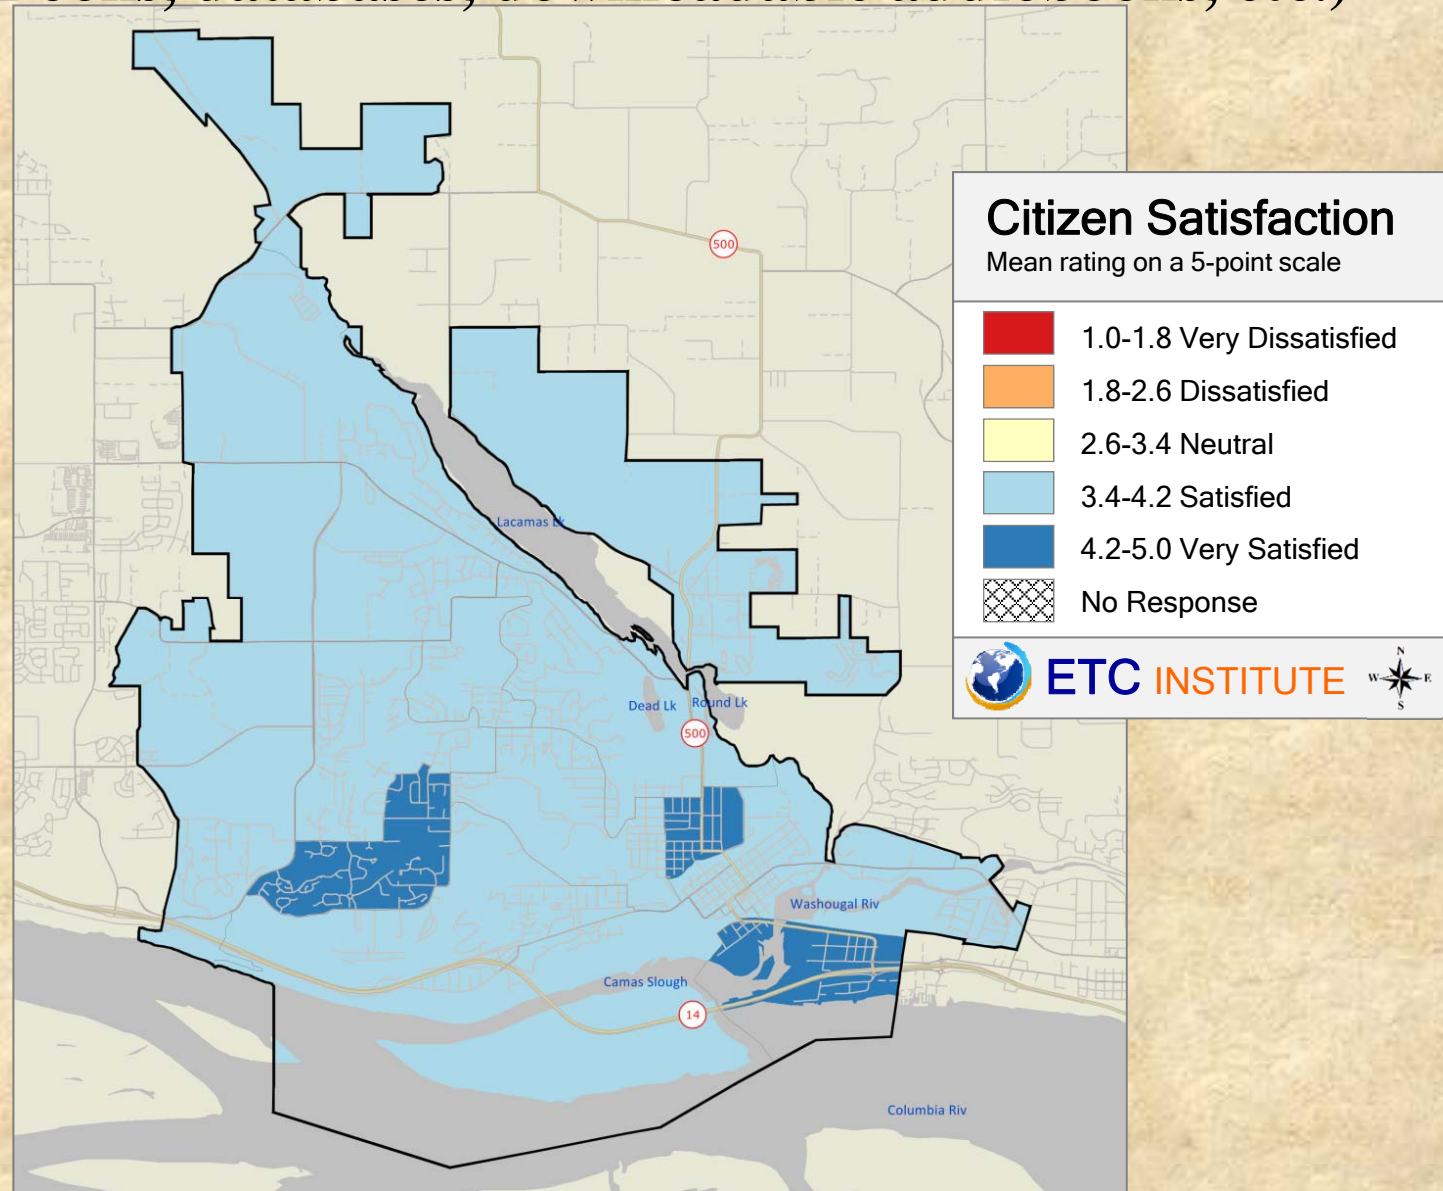 Citizen Satisfaction
Mean rating on a 5-point scale
1.0-1.8 Very Dissatisfied
1.8-2.6 Dissatisfied
2.6-3.4 Neutral
3.4-4.2 Satisfied
4.2-5.0 Very Satisfied
No Response
ETC INSTITUTE
N
W E
S
500
Lacamas Lk
Dead Lk
Round Lk
500
Washougal Riv
Camas Slough
14
Columbia Riv